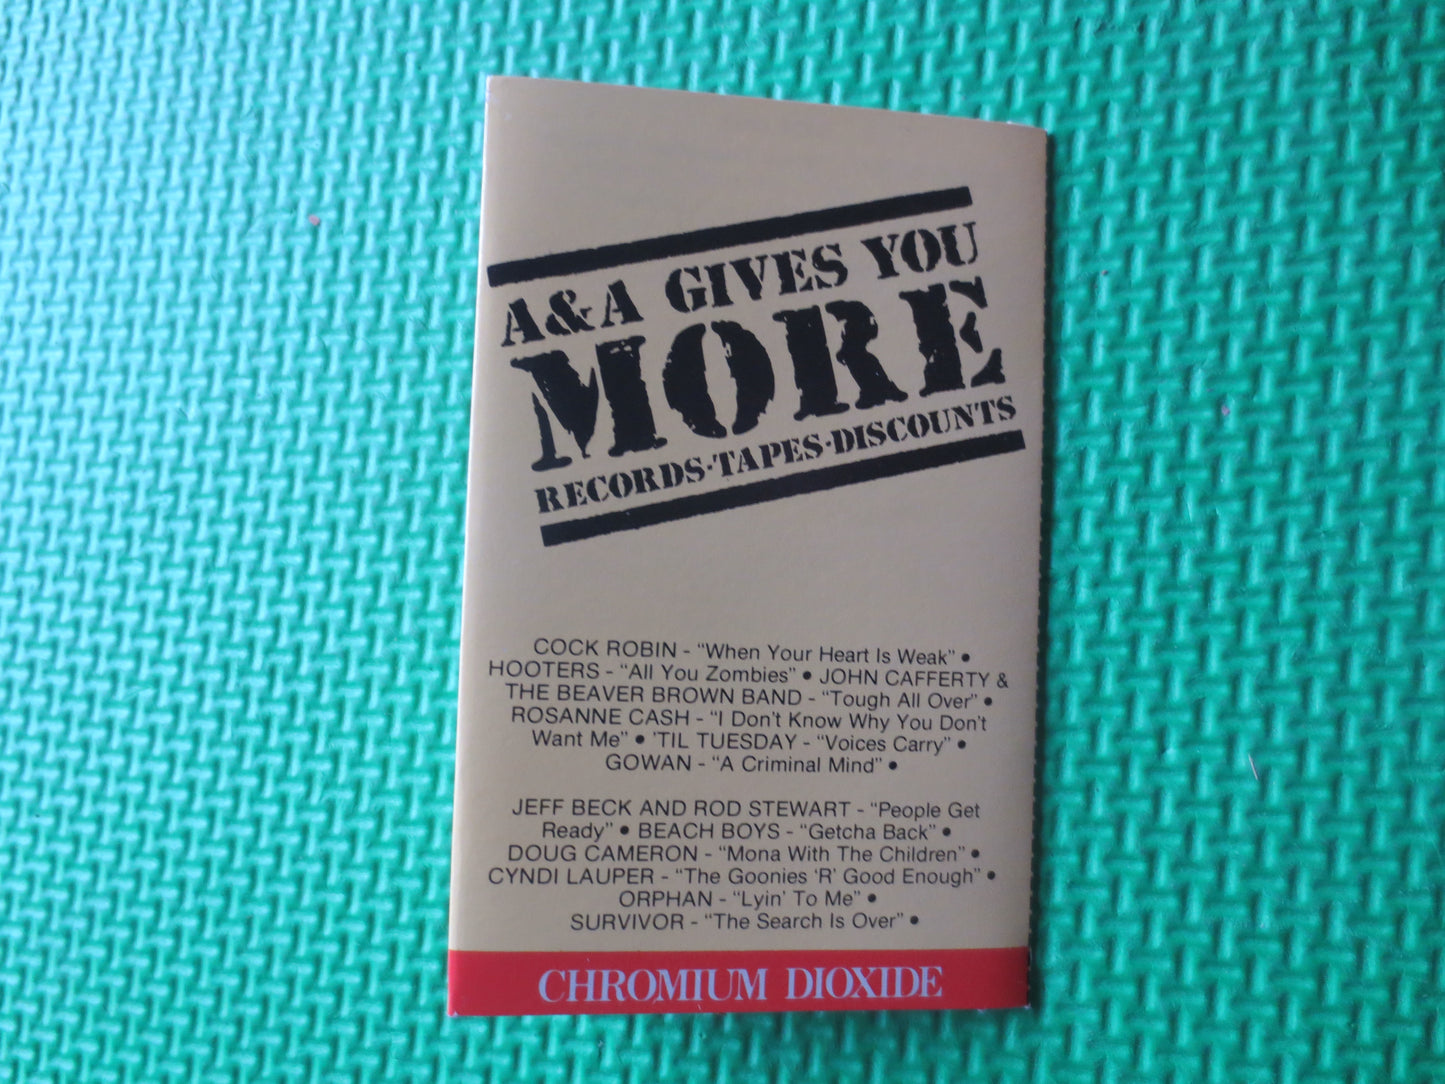 A&A GIVES YOU
MORE
RECORDS·TAPES·DISCOUNTS
COCK ROBIN - "When Your Heart Is Weak" •
HOOTERS - "All You Zombies" • JOHN CAFFERTY &
THE BEAVER BROWN BAND - "Tough All Over" •
ROSANNE CASH - "I Don't Know Why You Don't
Want Me" • 'TIL TUESDAY - "Voices Carry" •
GOWAN - "A Criminal Mind" •
JEFF BECK AND ROD STEWART - "People Get
Ready" • BEACH BOYS - "Getcha Back" •
DOUG CAMERON - "Mona With The Children" •
CYNDI LAUPER - "The Goonies 'R' Good Enough" •
ORPHAN - "Lyin' To Me" •
SURVIVOR - "The Search Is Over" •
CHROMIUM DIOXIDE